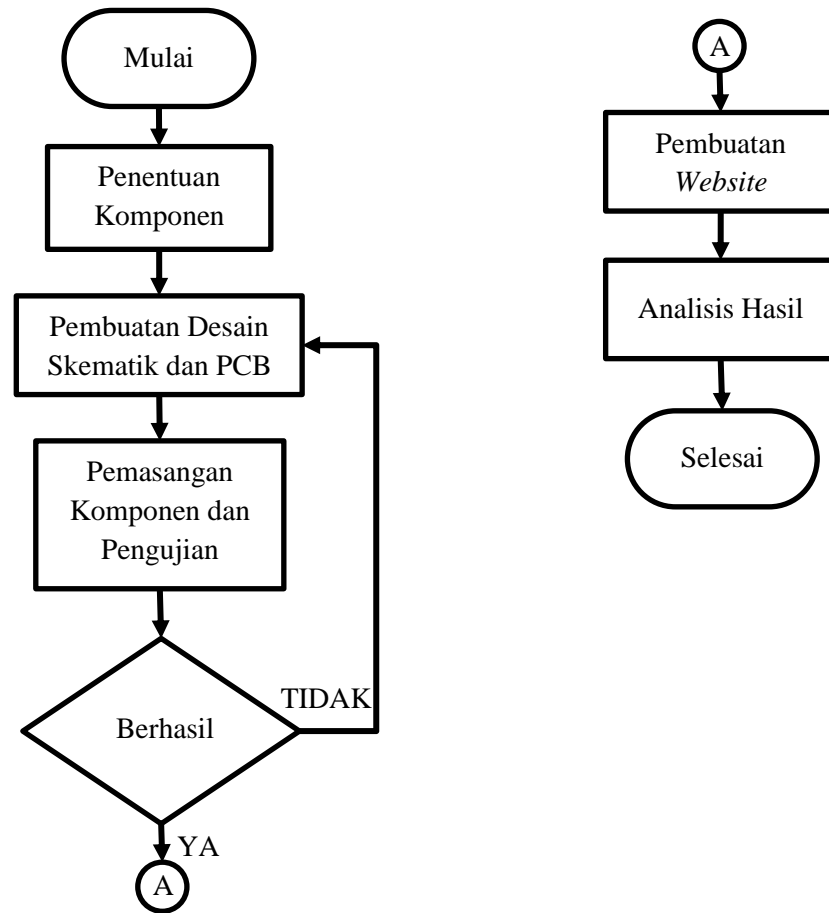 Mulai
Penentuan
Komponen
Pembuatan Desain
Skematik dan PCB
Pemasangan
Komponen dan
Pengujian
TIDAK
Berhasil
YA
A
A
Pembuatan
Website
Analisis Hasil
Selesai